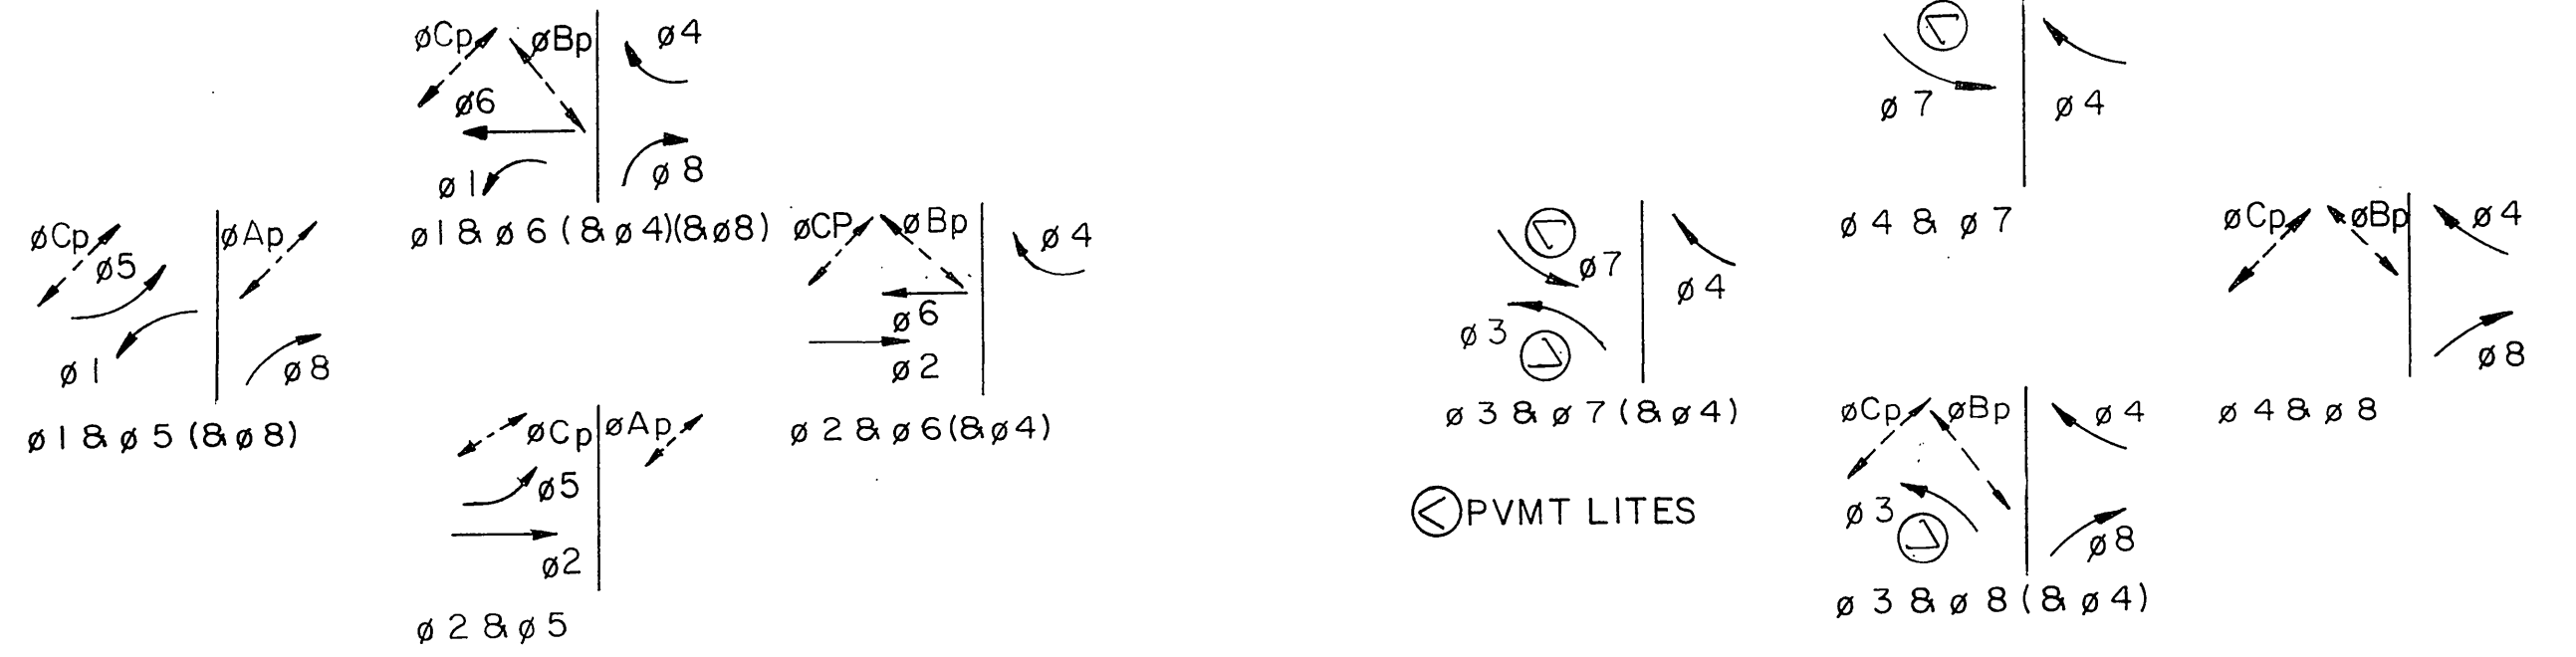 øCp øBp ø4
ø6
ø1 ø8
ø1 & ø6 (&ø4)(&ø8)
øCp øAp
ø5
ø1 ø8
ø1 & ø5 (&ø8)
øCP øBp ø4
ø6
ø2
ø2 & ø6 (&ø4)
øCp øAp
ø5
ø2
ø2 & ø5
ø7 ø4
ø4 & ø7
ø7
ø4
ø3
ø3 & ø7 (&ø4)
øCp øBp ø4
ø8
ø4 & ø8
øCp øBp ø4
ø3
ø8
ø3 & ø8 (&ø4)
PVMT LITES